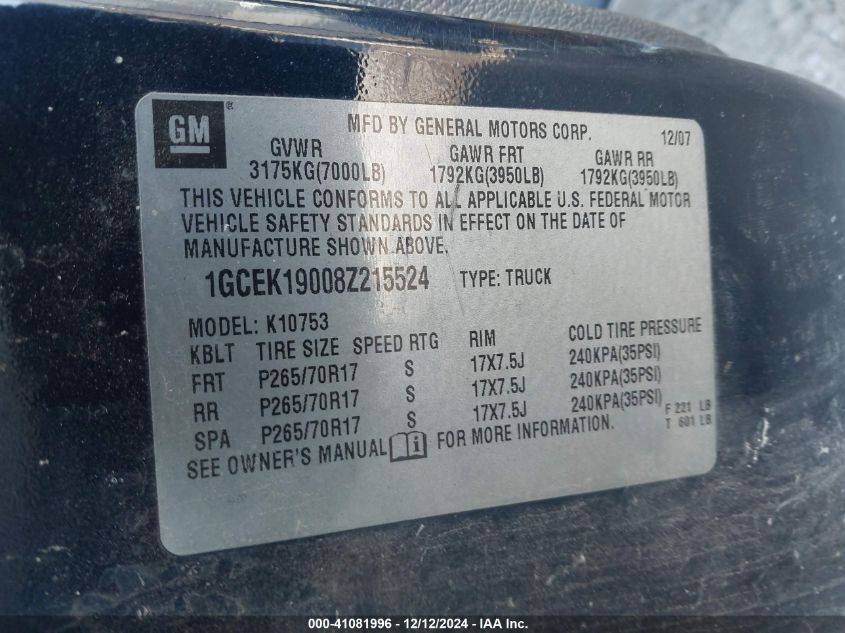 GM ®
MFD BY GENERAL MOTORS CORP. 12/07
GVWR GAWR FRT GAWR RR
3175KG(7000LB) 1792KG(3950LB) 1792KG(3950LB)
THIS VEHICLE CONFORMS TO ALL APPLICABLE U.S. FEDERAL MOTOR
VEHICLE SAFETY STANDARDS IN EFFECT ON THE DATE OF
MANUFACTURE SHOWN ABOVE.
1GCEK19008Z215524 TYPE: TRUCK
MODEL: K10753
KBLT TIRE SIZE SPEED RTG RIM COLD TIRE PRESSURE
FRT P265/70R17 S 17X7.5J 240KPA(35PSI)
RR P265/70R17 S 17X7.5J 240KPA(35PSI)
SPA P265/70R17 S 17X7.5J 240KPA(35PSI)
F 221 LB
T 601 LB
SEE OWNER'S MANUAL i FOR MORE INFORMATION.
000-41081996 - 12/12/2024 - IAA Inc.